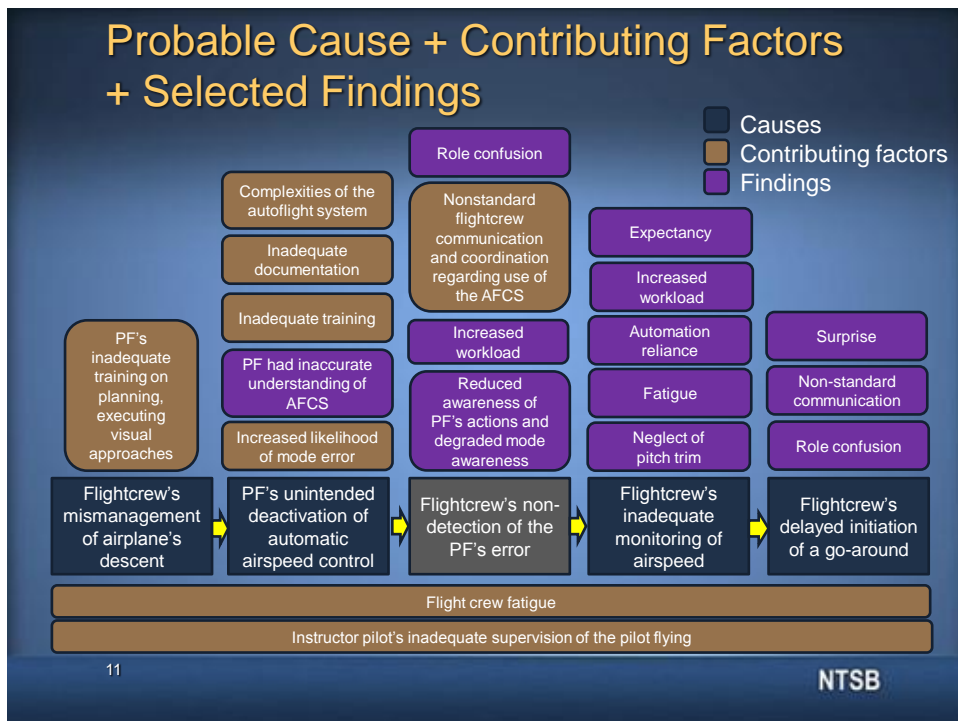 Probable Cause + Contributing Factors
+ Selected Findings
Causes
Contributing factors
Findings
PF's
inadequate
training on
planning,
executing
visual
approaches
Complexities of the
autoflight system
Inadequate
documentation
Inadequate training
PF had inaccurate
understanding of
AFCS
Increased likelihood
of mode error
Role confusion
Nonstandard
flightcrew
communication
and coordination
regarding use of
the AFCS
Increased
workload
Reduced
awareness of
PF's actions and
degraded mode
awareness
Expectancy
Increased
workload
Automation
reliance
Fatigue
Neglect of
pitch trim
Surprise
Non-standard
communication
Role confusion
Flightcrew's
mismanagement
of airplane's
descent
PF's unintended
deactivation of
automatic
airspeed control
Flightcrew's non-
detection of the
PF's error
Flightcrew's
inadequate
monitoring of
airspeed
Flightcrew's
delayed initiation
of a go-around
Flight crew fatigue
Instructor pilot's inadequate supervision of the pilot flying
11
NTSB